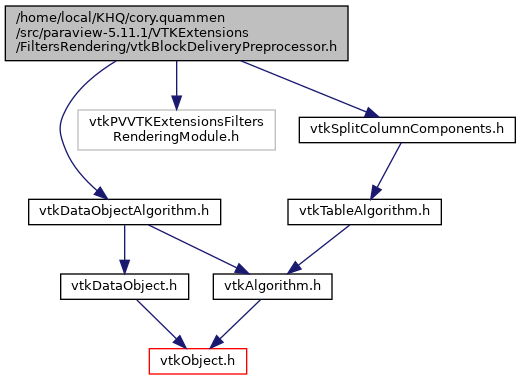 /home/local/KHQ/cory.quammen
/src/paraview-5.11.1/VTKExtensions
/FiltersRendering/vtkBlockDeliveryPreprocessor.h
vtkPVVTKExtensionsFilters
RenderingModule.h
vtkSplitColumnComponents.h
vtkDataObjectAlgorithm.h
vtkTableAlgorithm.h
vtkDataObject.h
vtkAlgorithm.h
vtkObject.h